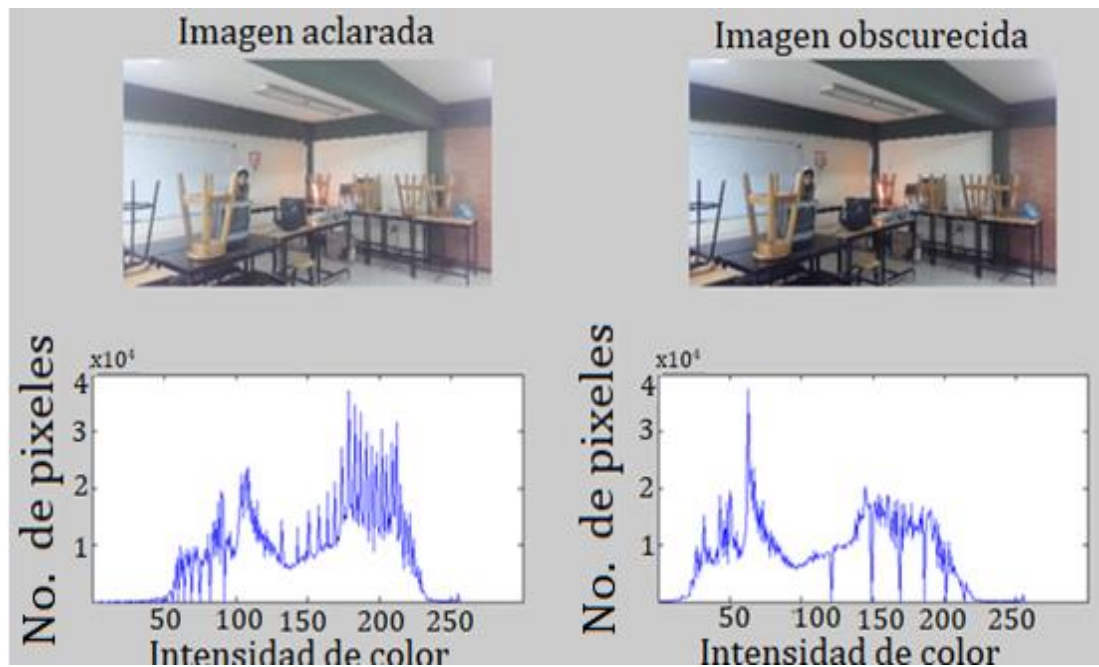 Imagen aclarada
Imagen obscurecida
No. de pixeles
x10⁴
4
3
2
1
50 100 150 200 250
Intensidad de color
No. de pixeles
x10⁴
4
3
2
1
50 100 150 200 250
Intensidad de color